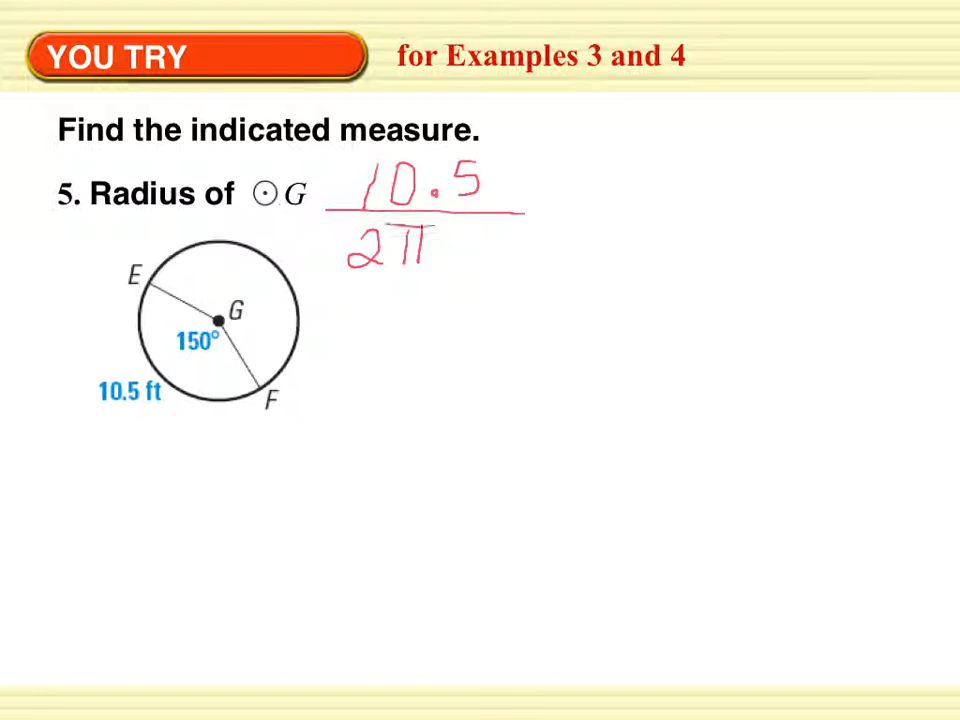 YOU TRY
for Examples 3 and 4
Find the indicated measure.
5. Radius of ⊙ G
10.5
2π
E
G
150°
10.5 ft
F